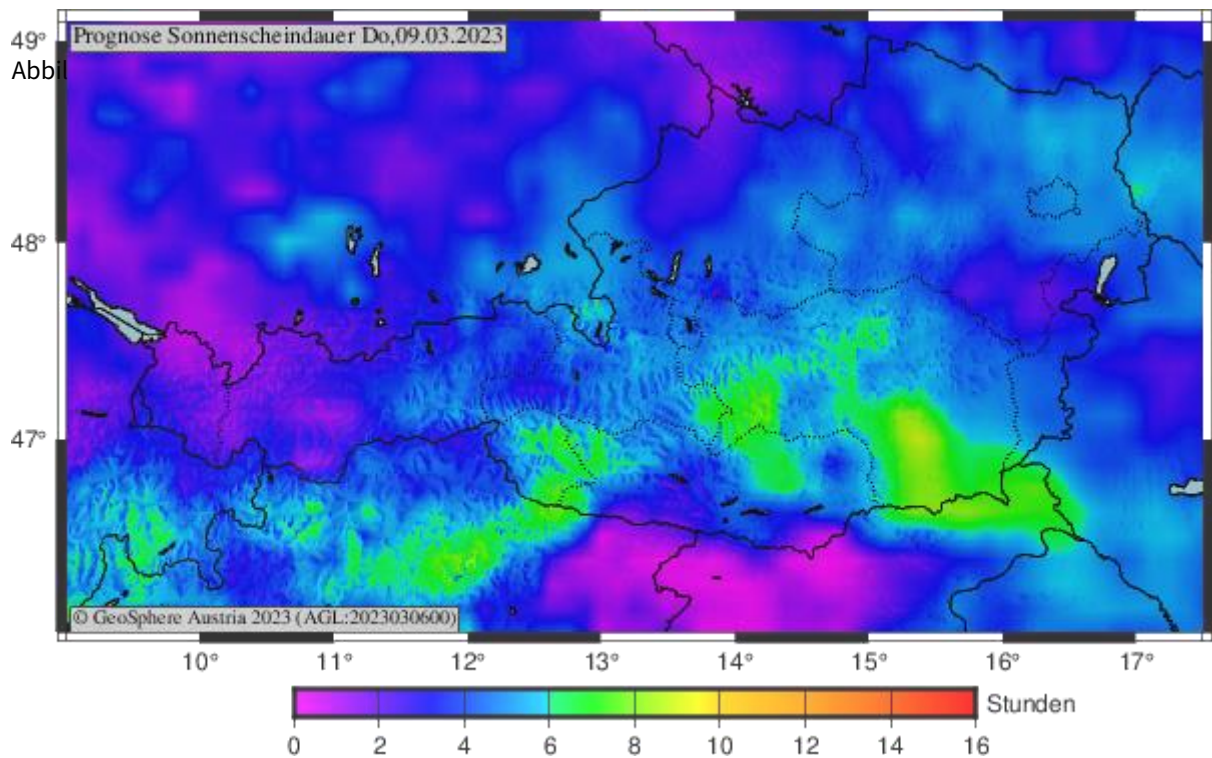 49°
Prognose Sonnenscheindauer Do,09.03.2023
Abbil
48°
47°
© GeoSphere Austria 2023 (AGL:2023030600)
10° 11° 12° 13° 14° 15° 16° 17°
Stunden
0 2 4 6 8 10 12 14 16